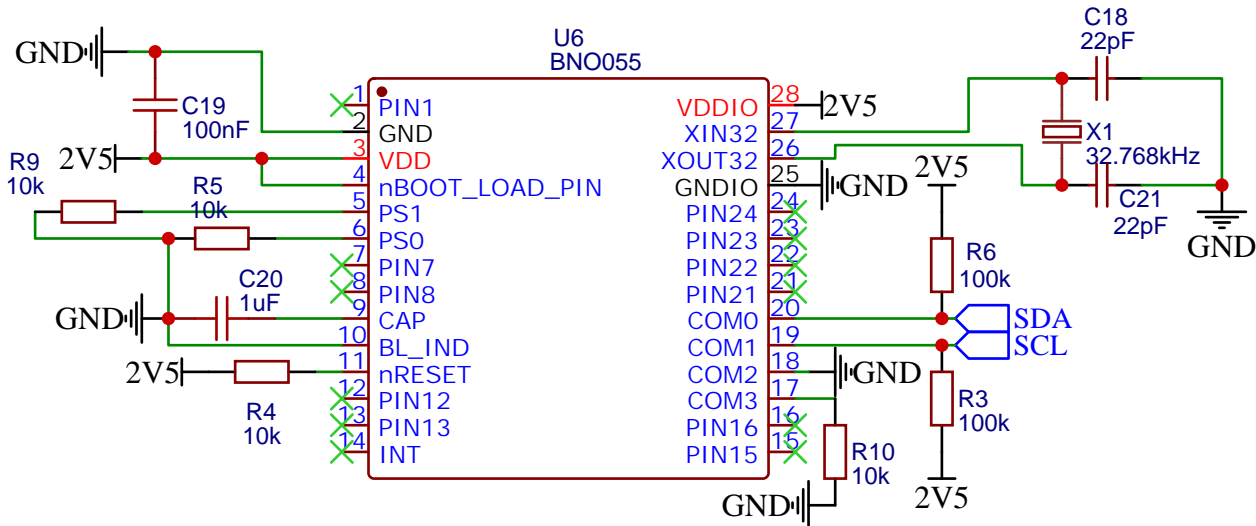 U6
BNO055
GND
C19
100nF
2V5
R9
10k
R5
10k
C20
1uF
GND
2V5
R4
10k
1 PIN1
2 GND
3 VDD
4 nBOOT_LOAD_PIN
5 PS1
6 PS0
7 PIN7
8 PIN8
9 CAP
10 BL_IND
11 nRESET
12 PIN12
13 PIN13
14 INT
VDDIO 28
XIN32 27
XOUT32 26
GNDIO 25
PIN24 24
PIN23 23
PIN22 22
PIN21 21
COM0 20
COM1 19
COM2 18
COM3 17
PIN16 16
PIN15 15
2V5
GND
C18
22pF
X1
32.768kHz
C21
22pF
GND
2V5
R6
100k
SDA
SCL
GND
R3
100k
2V5
R10
10k
GND